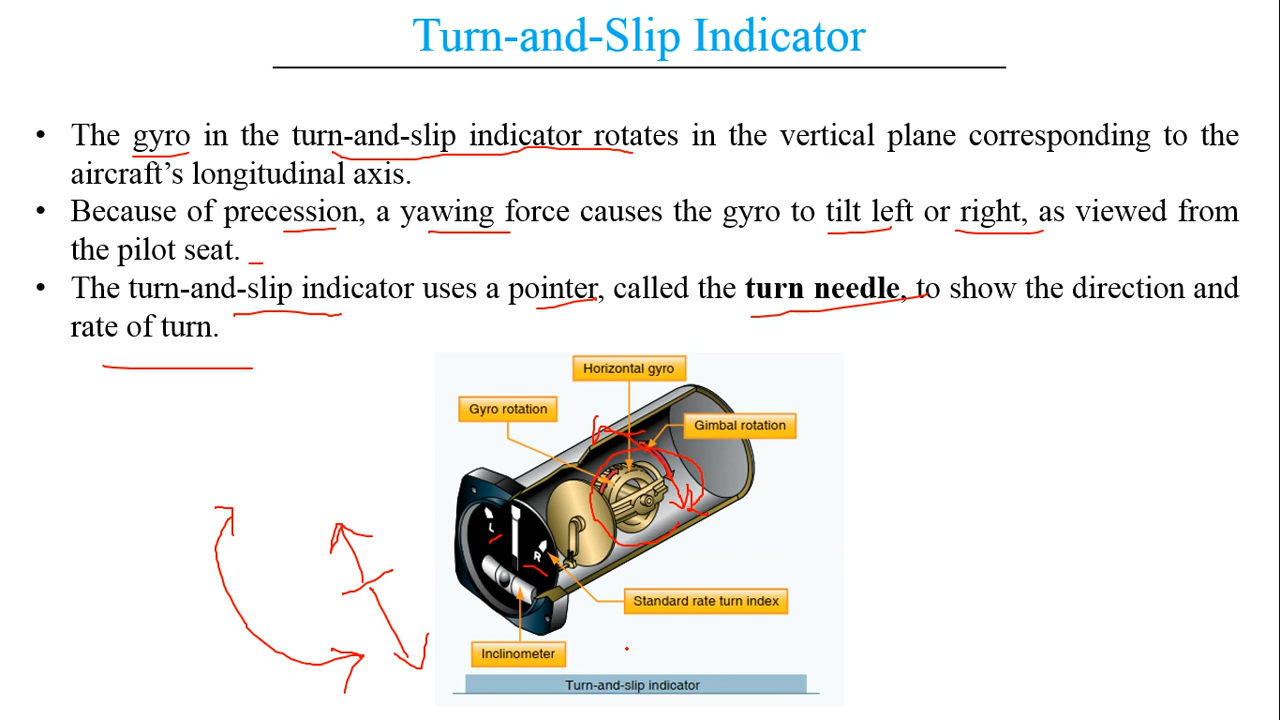 Turn-and-Slip Indicator
• The gyro in the turn-and-slip indicator rotates in the vertical plane corresponding to the
aircraft’s longitudinal axis.
• Because of precession, a yawing force causes the gyro to tilt left or right, as viewed from
the pilot seat.
• The turn-and-slip indicator uses a pointer, called the turn needle, to show the direction and
rate of turn.
Horizontal gyro
Gyro rotation
Gimbal rotation
L
R
Standard rate turn index
Inclinometer
Turn-and-slip indicator